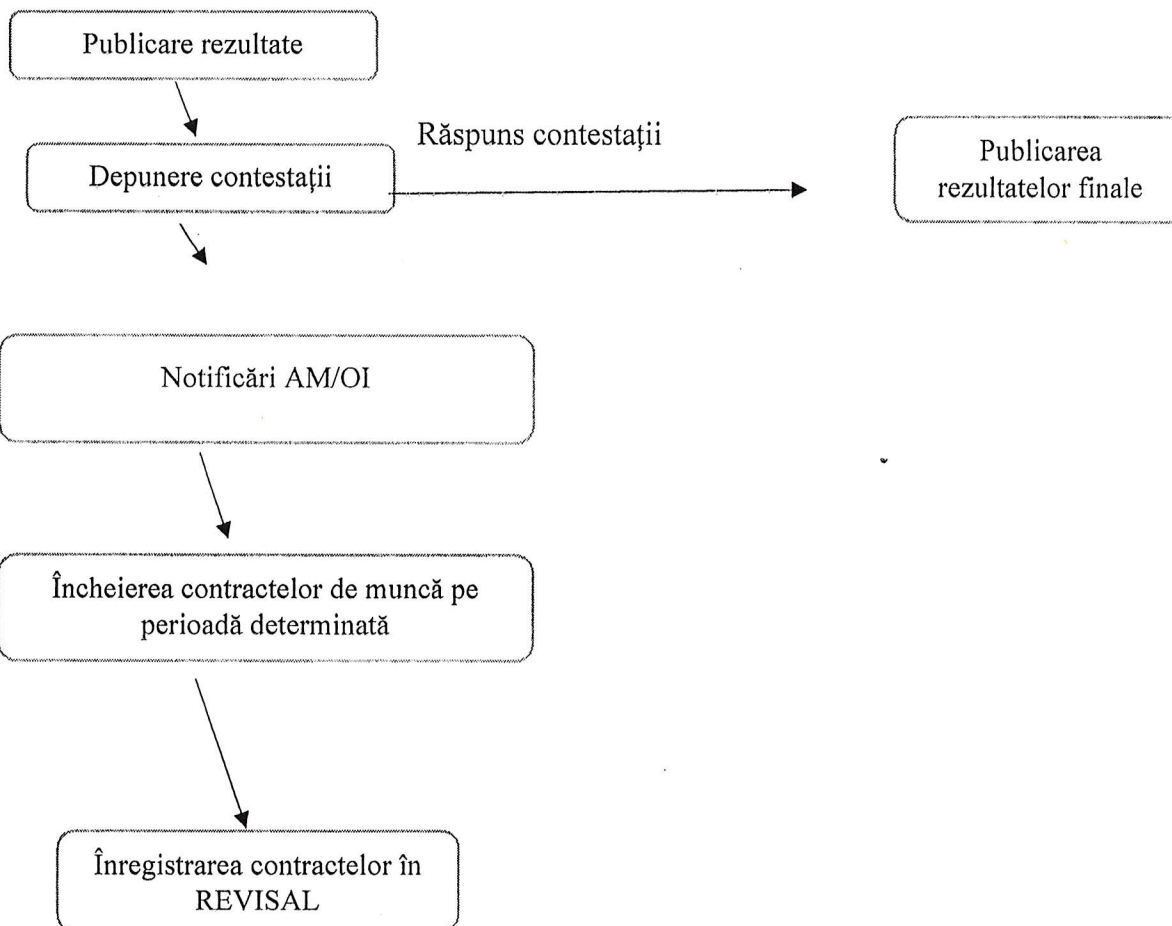 Publicare rezultate
Depunere contestații
Răspuns contestații
Publicarea
rezultatelor finale
Notificări AM/OI
Încheierea contractelor de muncă pe
perioadă determinată
Înregistrarea contractelor în
REVISAL